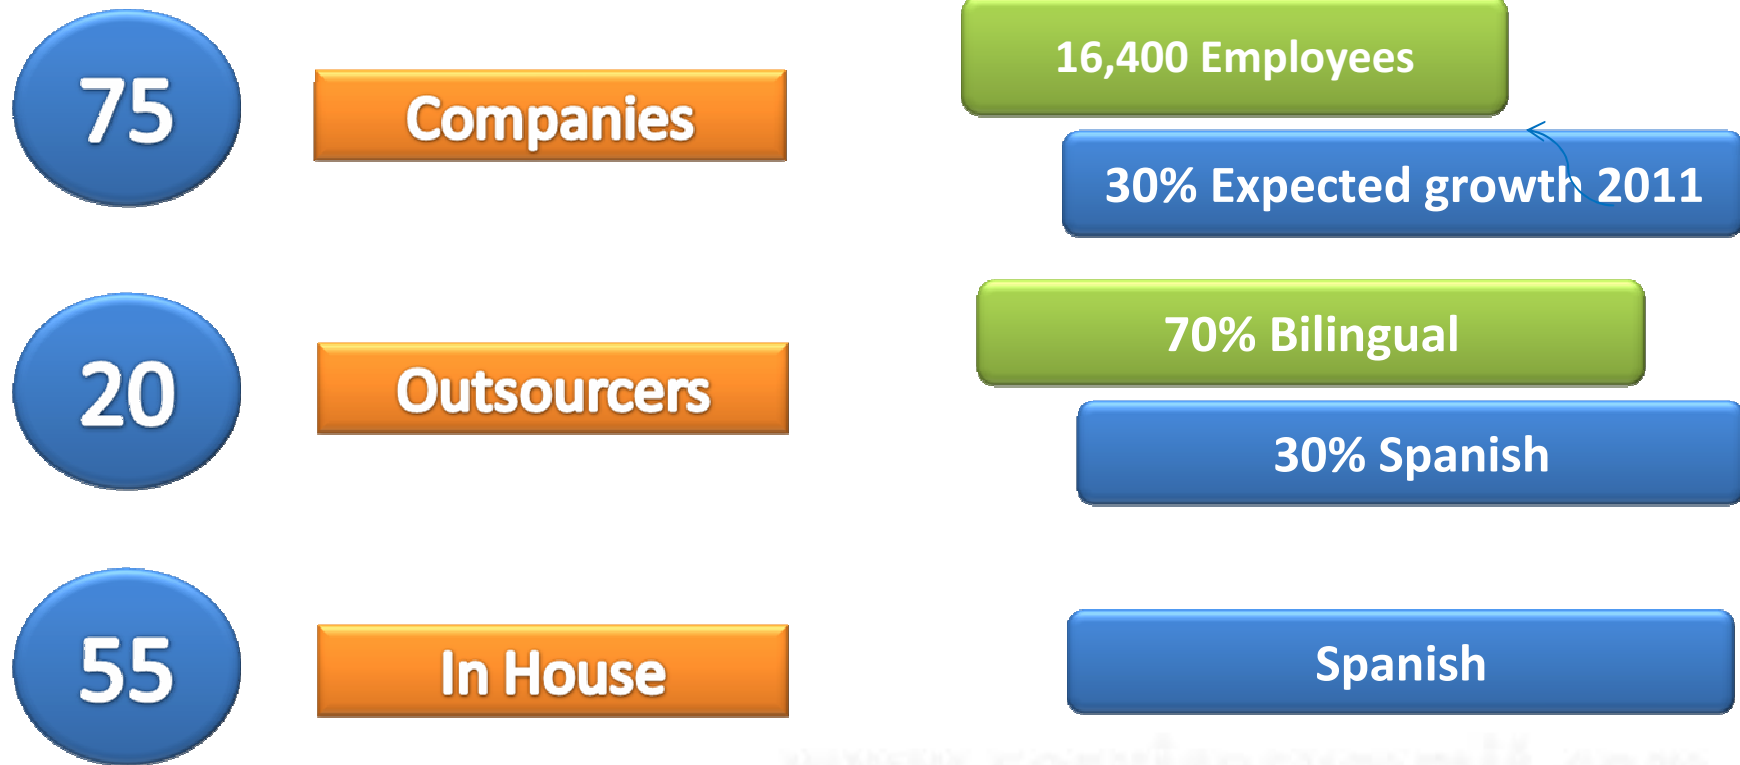 75
Companies
16,400 Employees
30% Expected growth 2011
20
Outsourcers
70% Bilingual
30% Spanish
55
In House
Spanish